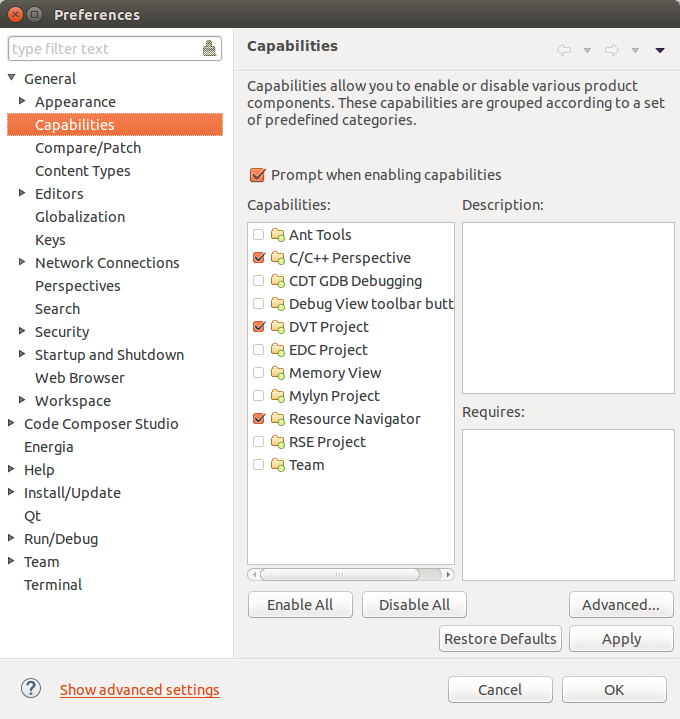 Preferences
type filter text
General
Appearance
Capabilities
Compare/Patch
Content Types
Editors
Globalization
Keys
Network Connections
Perspectives
Search
Security
Startup and Shutdown
Web Browser
Workspace
Code Composer Studio
Energia
Help
Install/Update
Qt
Run/Debug
Team
Terminal
Capabilities
Capabilities allow you to enable or disable various product
components. These capabilities are grouped according to a set
of predefined categories.
Prompt when enabling capabilities
Capabilities:
Ant Tools
C/C++ Perspective
CDT GDB Debugging
Debug View toolbar butt
DVT Project
EDC Project
Memory View
Mylyn Project
Resource Navigator
RSE Project
Team
Description:
Requires:
Enable All
Disable All
Advanced...
Restore Defaults
Apply
Show advanced settings
Cancel
OK